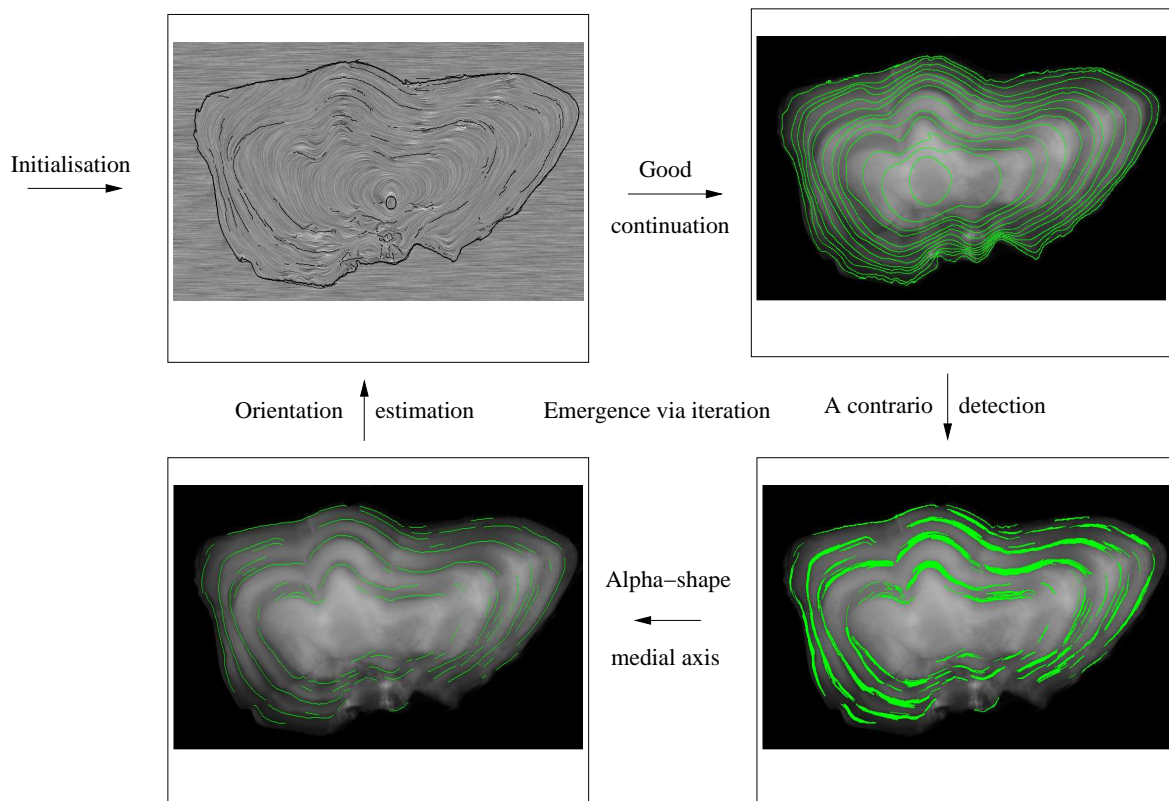 Initialisation
Good
continuation
Orientation estimation
Emergence via iteration
A contrario detection
Alpha−shape
medial axis